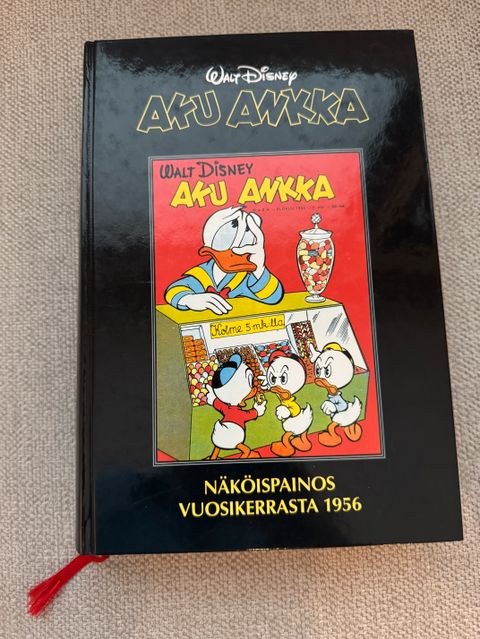 WALT DISNEY
AKU ANKKA
WALT DISNEY
AKU ANKKA
Kolme 5 mk:lla
NÄKÖISPAINOS
VUOSIKERRASTA 1956